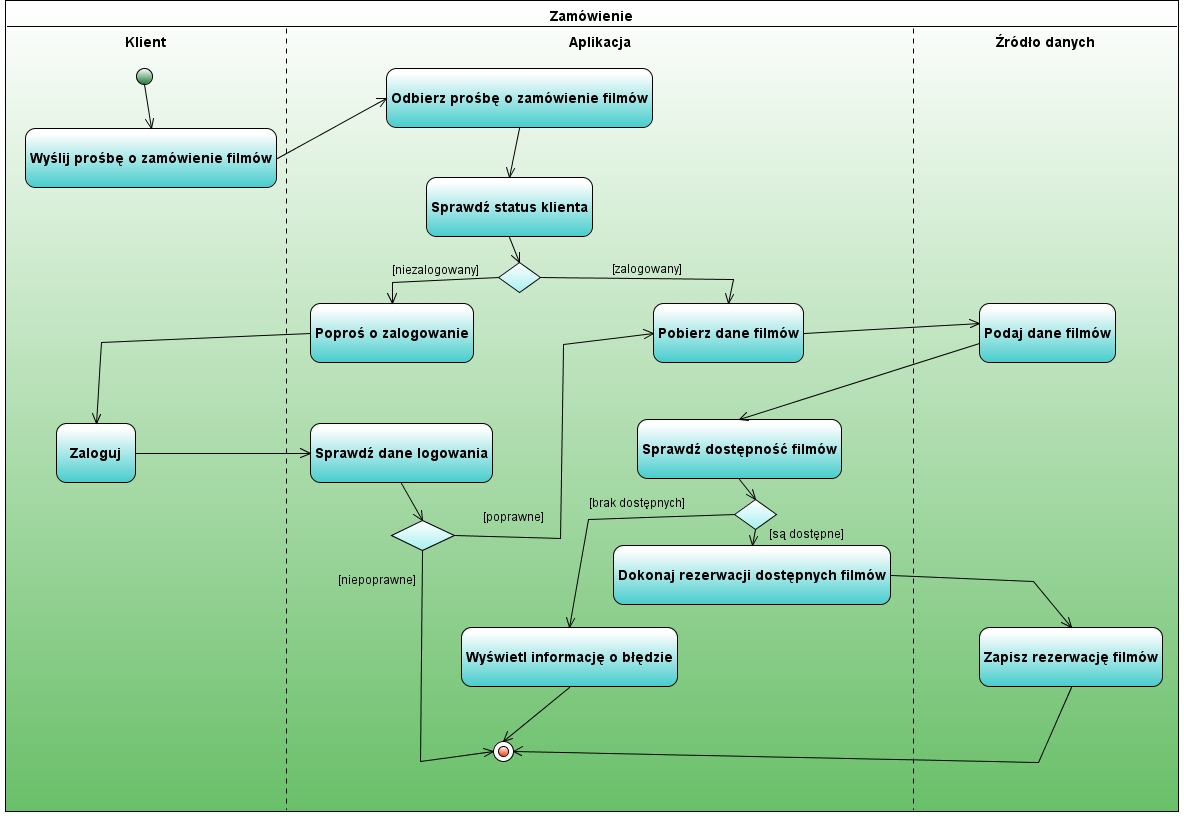 Zamówienie
Klient
Aplikacja
Źródło danych
Odbierz prośbę o zamówienie filmów
Wyślij prośbę o zamówienie filmów
Sprawdź status klienta
[niezalogowany]
[zalogowany]
Poproś o zalogowanie
Pobierz dane filmów
Podaj dane filmów
Zaloguj
Sprawdź dane logowania
Sprawdź dostępność filmów
[brak dostępnych]
[poprawne]
[są dostępne]
[niepoprawne]
Dokonaj rezerwacji dostępnych filmów
Wyświetl informację o błędzie
Zapisz rezerwację filmów